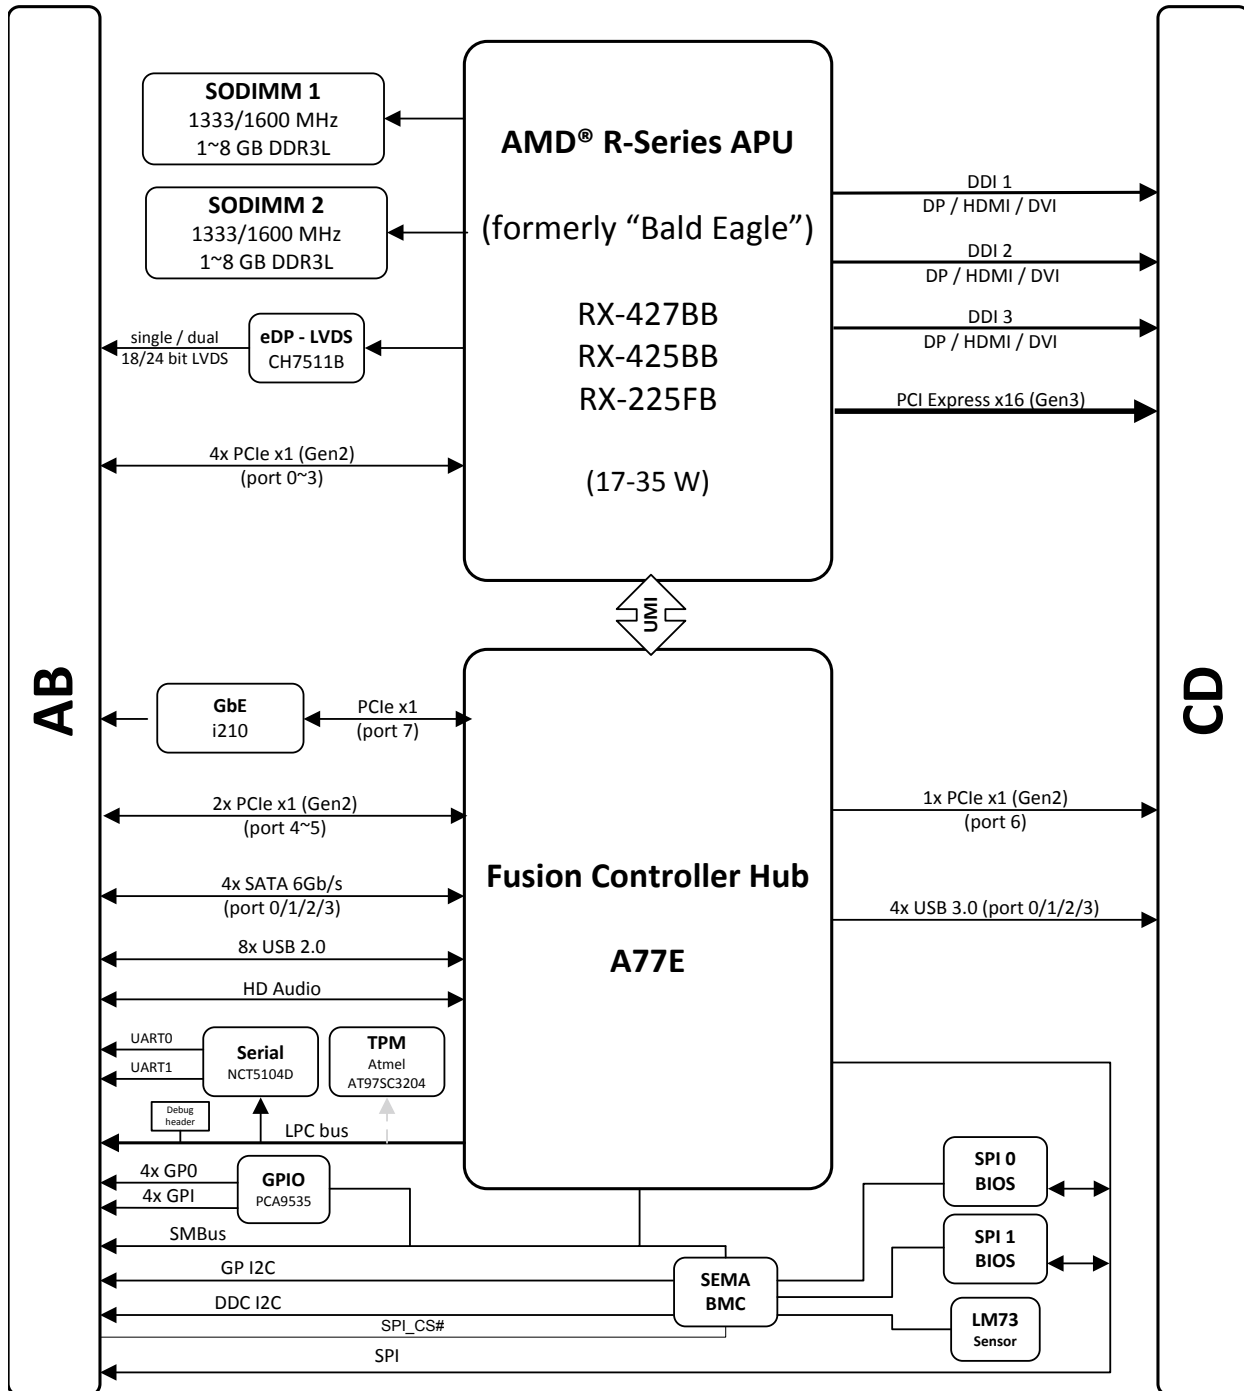 SODIMM 1
1333/1600 MHz
1~8 GB DDR3L
SODIMM 2
1333/1600 MHz
1~8 GB DDR3L
eDP - LVDS
CH7511B
single / dual
18/24 bit LVDS
4x PCIe x1 (Gen2)
(port 0~3)
AMD® R-Series APU
(formerly “Bald Eagle”)
RX-427BB
RX-425BB
RX-225FB
(17-35 W)
DDI 1
DP / HDMI / DVI
DDI 2
DP / HDMI / DVI
DDI 3
DP / HDMI / DVI
PCI Express x16 (Gen3)
UMI
AB
CD
GbE
i210
PCIe x1
(port 7)
2x PCIe x1 (Gen2)
(port 4~5)
4x SATA 6Gb/s
(port 0/1/2/3)
8x USB 2.0
HD Audio
Fusion Controller Hub
A77E
1x PCIe x1 (Gen2)
(port 6)
4x USB 3.0 (port 0/1/2/3)
UART0
UART1
Serial
NCT5104D
TPM
Atmel
AT97SC3204
Debug
header
LPC bus
4x GP0
4x GPI
GPIO
PCA9535
SMBus
GP I2C
DDC I2C
SPI_CS#
SPI
SEMA
BMC
SPI 0
BIOS
SPI 1
BIOS
LM73
Sensor